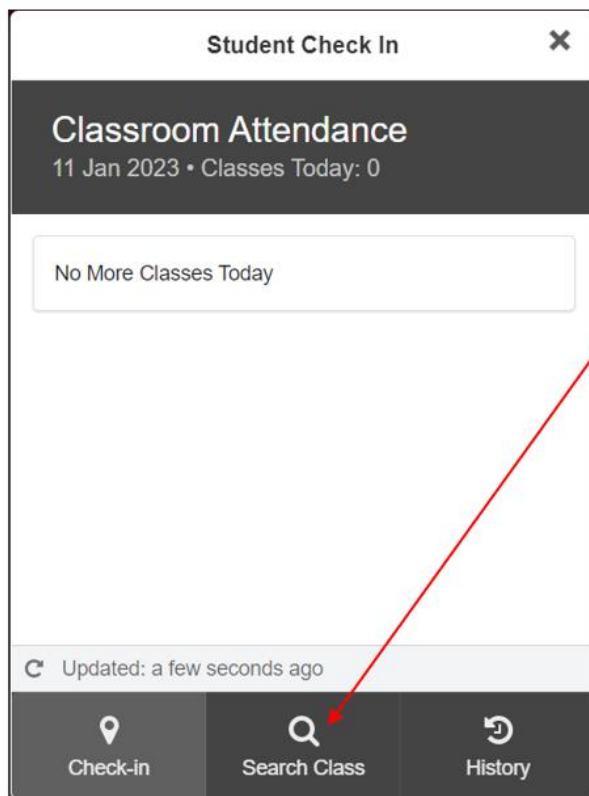 Student Check In
Classroom Attendance
11 Jan 2023 • Classes Today: 0
No More Classes Today
Updated: a few seconds ago
Check-in
Search Class
History